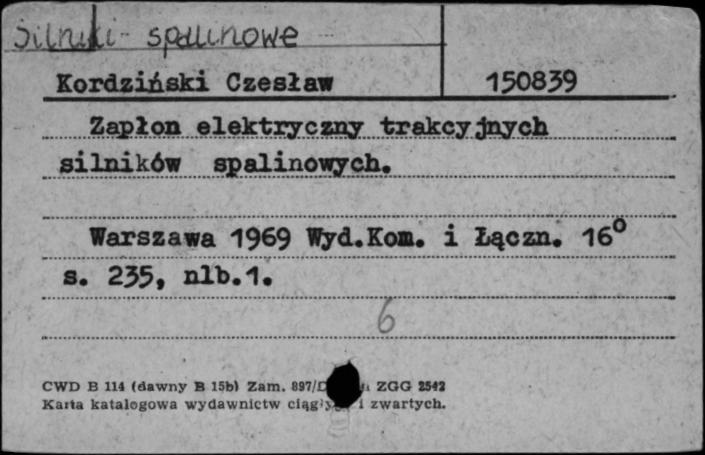 Silniki spalinowe
Kordziński Czesław 150839
Zapłon elektryczny trakcyjnych
silników spalinowych.
Warszawa 1969 Wyd.Kom. i Łączn. 16°
s. 235, nlb.1.
6
CWD B 114 (dawny B 15b) Zam. 897/D ZGG 2542
Karta katalogowa wydawnictw i zwartych.